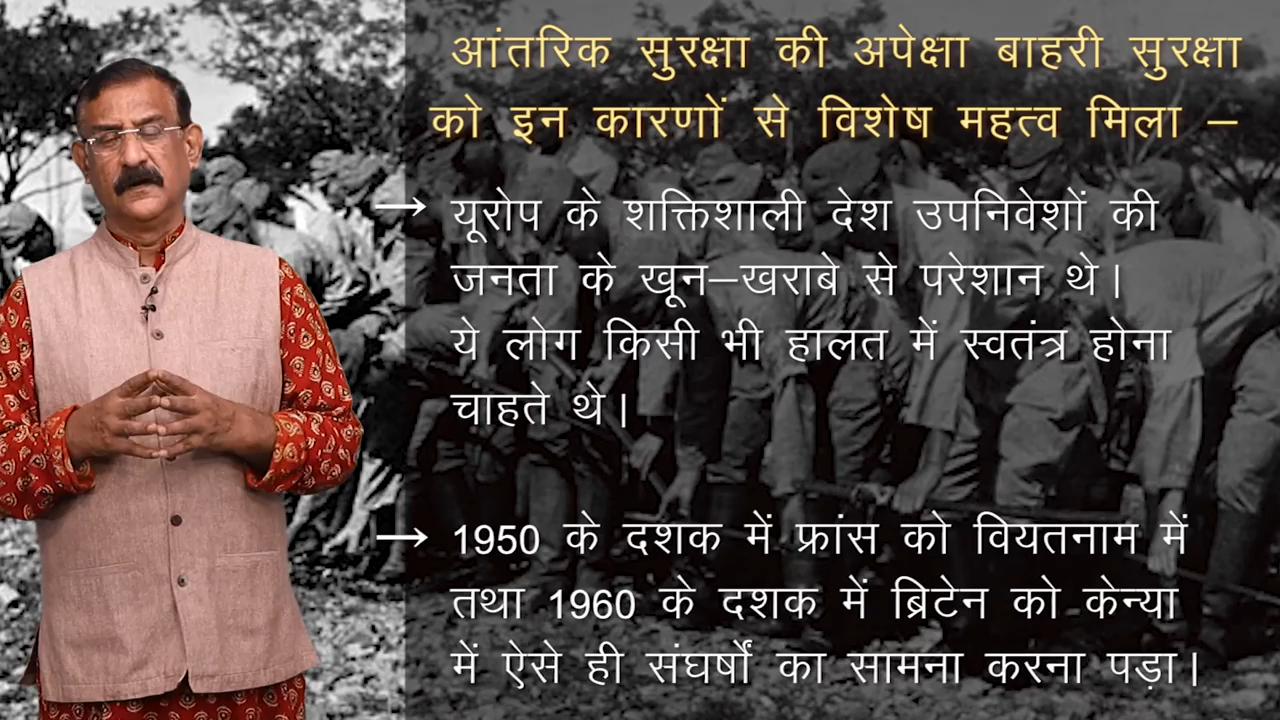 आंतरिक सुरक्षा की अपेक्षा बाहरी सुरक्षा
को इन कारणों से विशेष महत्व मिला –
→ यूरोप के शक्तिशाली देश उपनिवेशों की
जनता के खून–खराबे से परेशान थे।
ये लोग किसी भी हालत में स्वतंत्र होना
चाहते थे।
→ 1950 के दशक में फ्रांस को वियतनाम में
तथा 1960 के दशक में ब्रिटेन को केन्या
में ऐसे ही संघर्षों का सामना करना पड़ा।